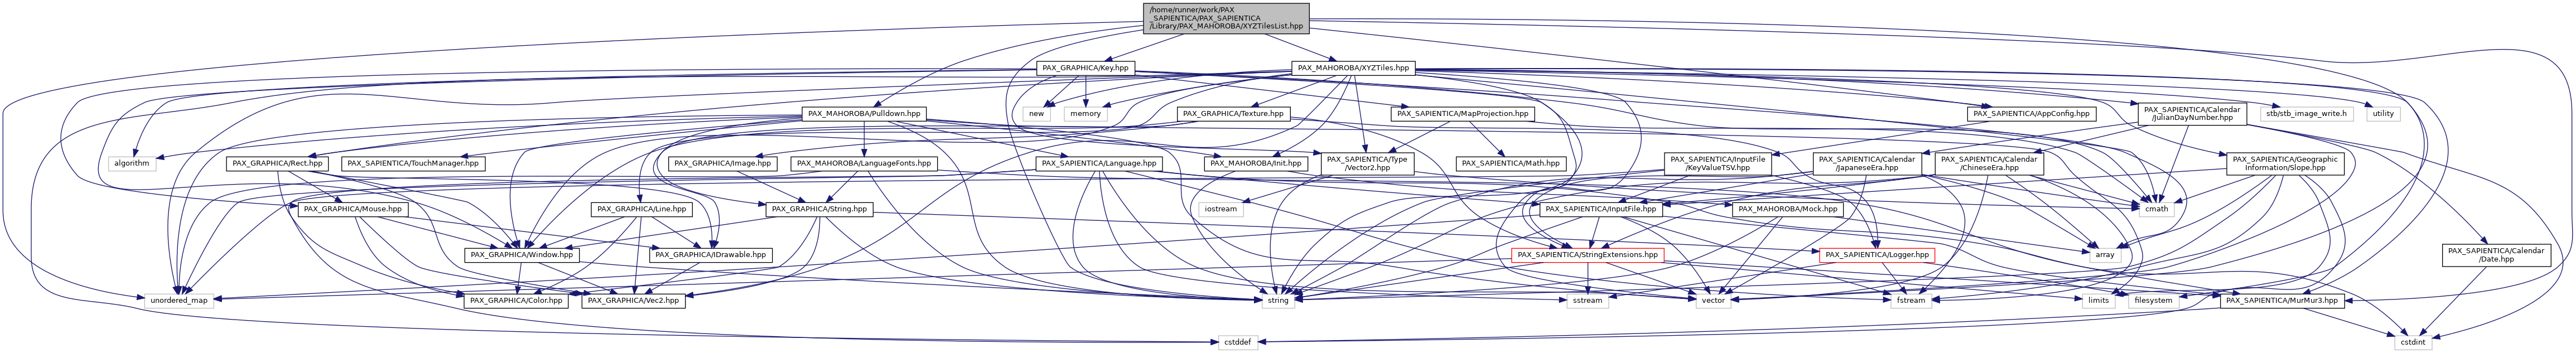 /home/runner/work/PAX
_SAPIENTICA/PAX_SAPIENTICA
/Library/PAX_MAHOROBA/XYZTilesList.hpp
PAX_GRAPHICA/Key.hpp
PAX_MAHOROBA/XYZTiles.hpp
PAX_MAHOROBA/Pulldown.hpp
new
memory
PAX_SAPIENTICA/MapProjection.hpp
PAX_GRAPHICA/Texture.hpp
PAX_SAPIENTICA/AppConfig.hpp
PAX_SAPIENTICA/Calendar
/JulianDayNumber.hpp
stb/stb_image_write.h
utility
algorithm
PAX_GRAPHICA/Rect.hpp
PAX_SAPIENTICA/TouchManager.hpp
PAX_GRAPHICA/Image.hpp
PAX_MAHOROBA/LanguageFonts.hpp
PAX_SAPIENTICA/Language.hpp
PAX_MAHOROBA/Init.hpp
PAX_SAPIENTICA/Type
/Vector2.hpp
PAX_SAPIENTICA/Math.hpp
PAX_SAPIENTICA/InputFile
/KeyValueTSV.hpp
PAX_SAPIENTICA/Calendar
/JapaneseEra.hpp
PAX_SAPIENTICA/Calendar
/ChineseEra.hpp
PAX_SAPIENTICA/Geographic
Information/Slope.hpp
PAX_GRAPHICA/Mouse.hpp
PAX_GRAPHICA/Line.hpp
PAX_GRAPHICA/String.hpp
iostream
PAX_SAPIENTICA/InputFile.hpp
PAX_MAHOROBA/Mock.hpp
cmath
PAX_GRAPHICA/Window.hpp
PAX_GRAPHICA/IDrawable.hpp
PAX_SAPIENTICA/StringExtensions.hpp
PAX_SAPIENTICA/Logger.hpp
array
PAX_SAPIENTICA/Calendar
/Date.hpp
unordered_map
PAX_GRAPHICA/Color.hpp
PAX_GRAPHICA/Vec2.hpp
string
sstream
vector
fstream
limits
filesystem
PAX_SAPIENTICA/MurMur3.hpp
cstddef
cstdint